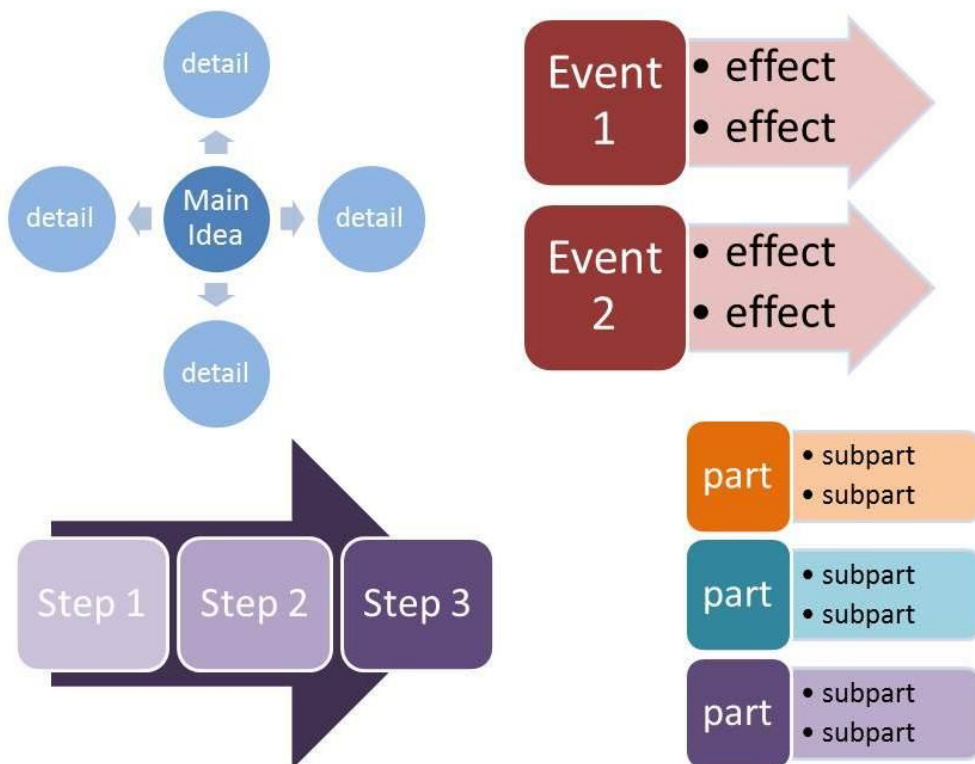 detail
detail
Main
Idea
detail
detail
Event
1
• effect
• effect
Event
2
• effect
• effect
Step 1
Step 2
Step 3
part
• subpart
• subpart
part
• subpart
• subpart
part
• subpart
• subpart